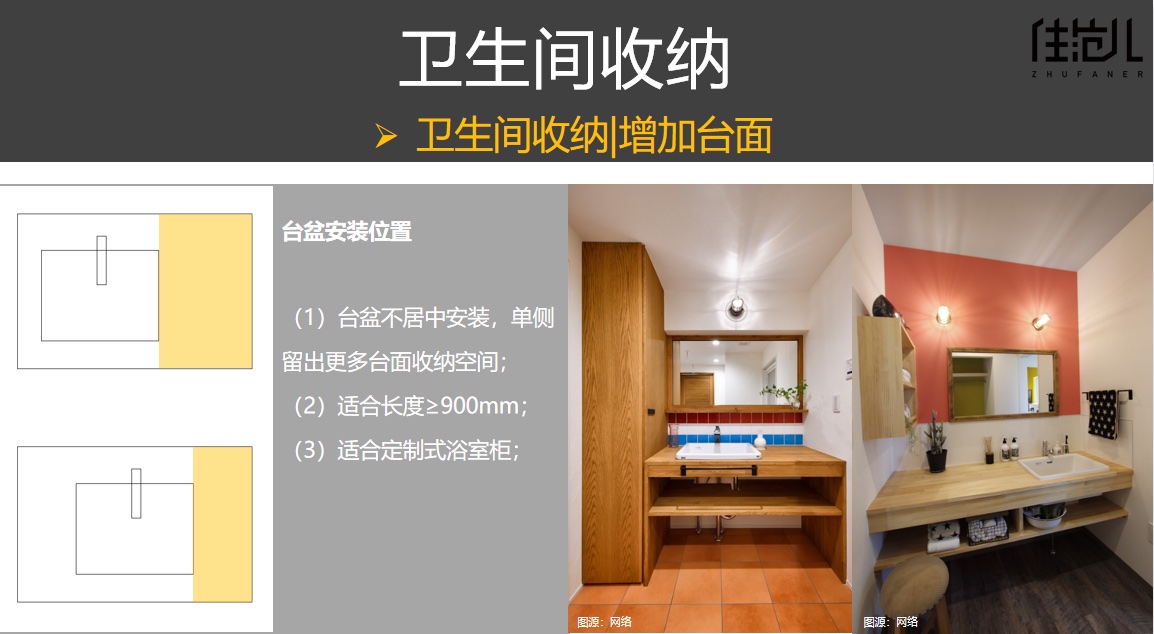 卫生间收纳
住范儿
ZHUFANER
卫生间收纳|增加台面
台盆安装位置
（1）台盆不居中安装，单侧
留出更多台面收纳空间；
（2）适合长度≥900mm；
（3）适合定制式浴室柜；
图源：网络
图源：网络